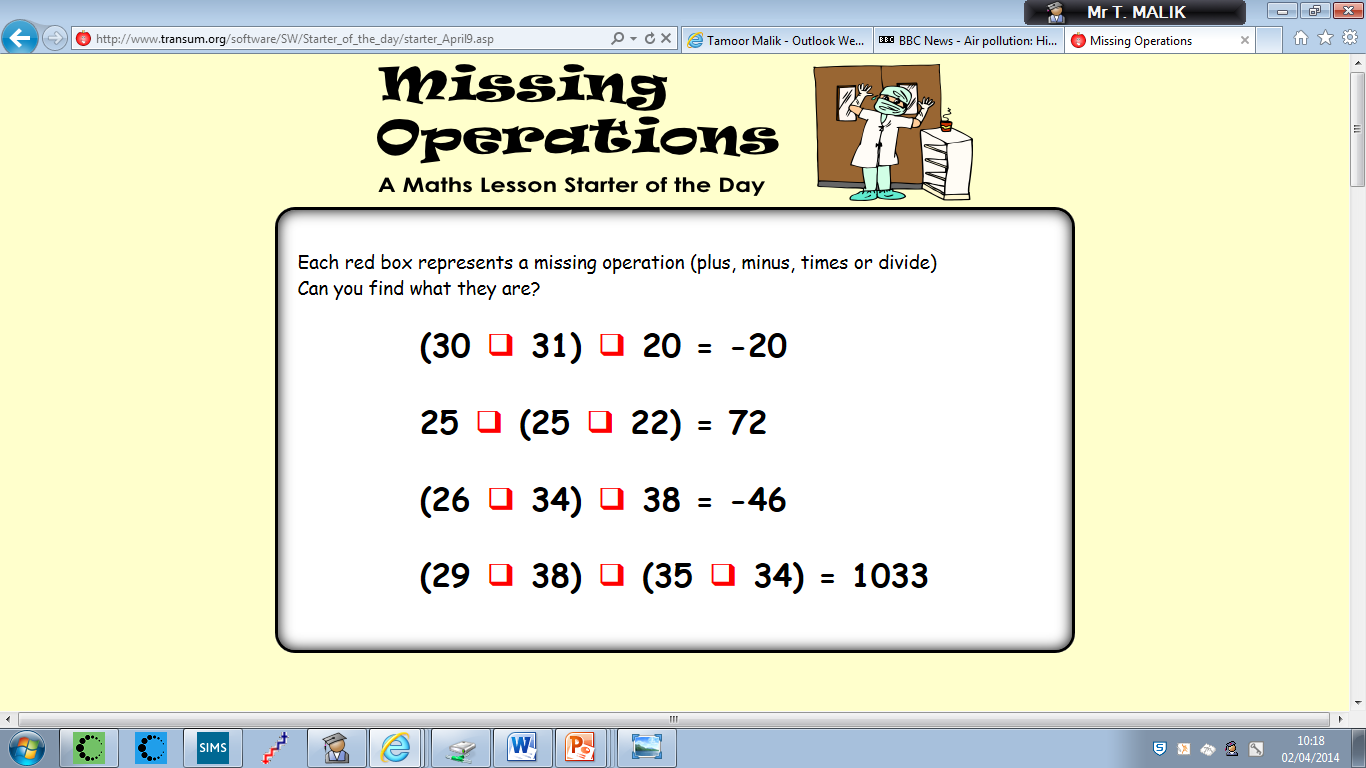 Mr T. MALIK
http://www.transum.org/software/SW/Starter_of_the_day/starter_April9.asp
Tamoor Malik - Outlook We...
BBC News - Air pollution: Hi...
Missing Operations
Missing
Operations
A Maths Lesson Starter of the Day
Each red box represents a missing operation (plus, minus, times or divide)
Can you find what they are?
(30 ❑ 31) ❑ 20 = -20
25 ❑ (25 ❑ 22) = 72
(26 ❑ 34) ❑ 38 = -46
(29 ❑ 38) ❑ (35 ❑ 34) = 1033
SIMS
10:18
02/04/2014